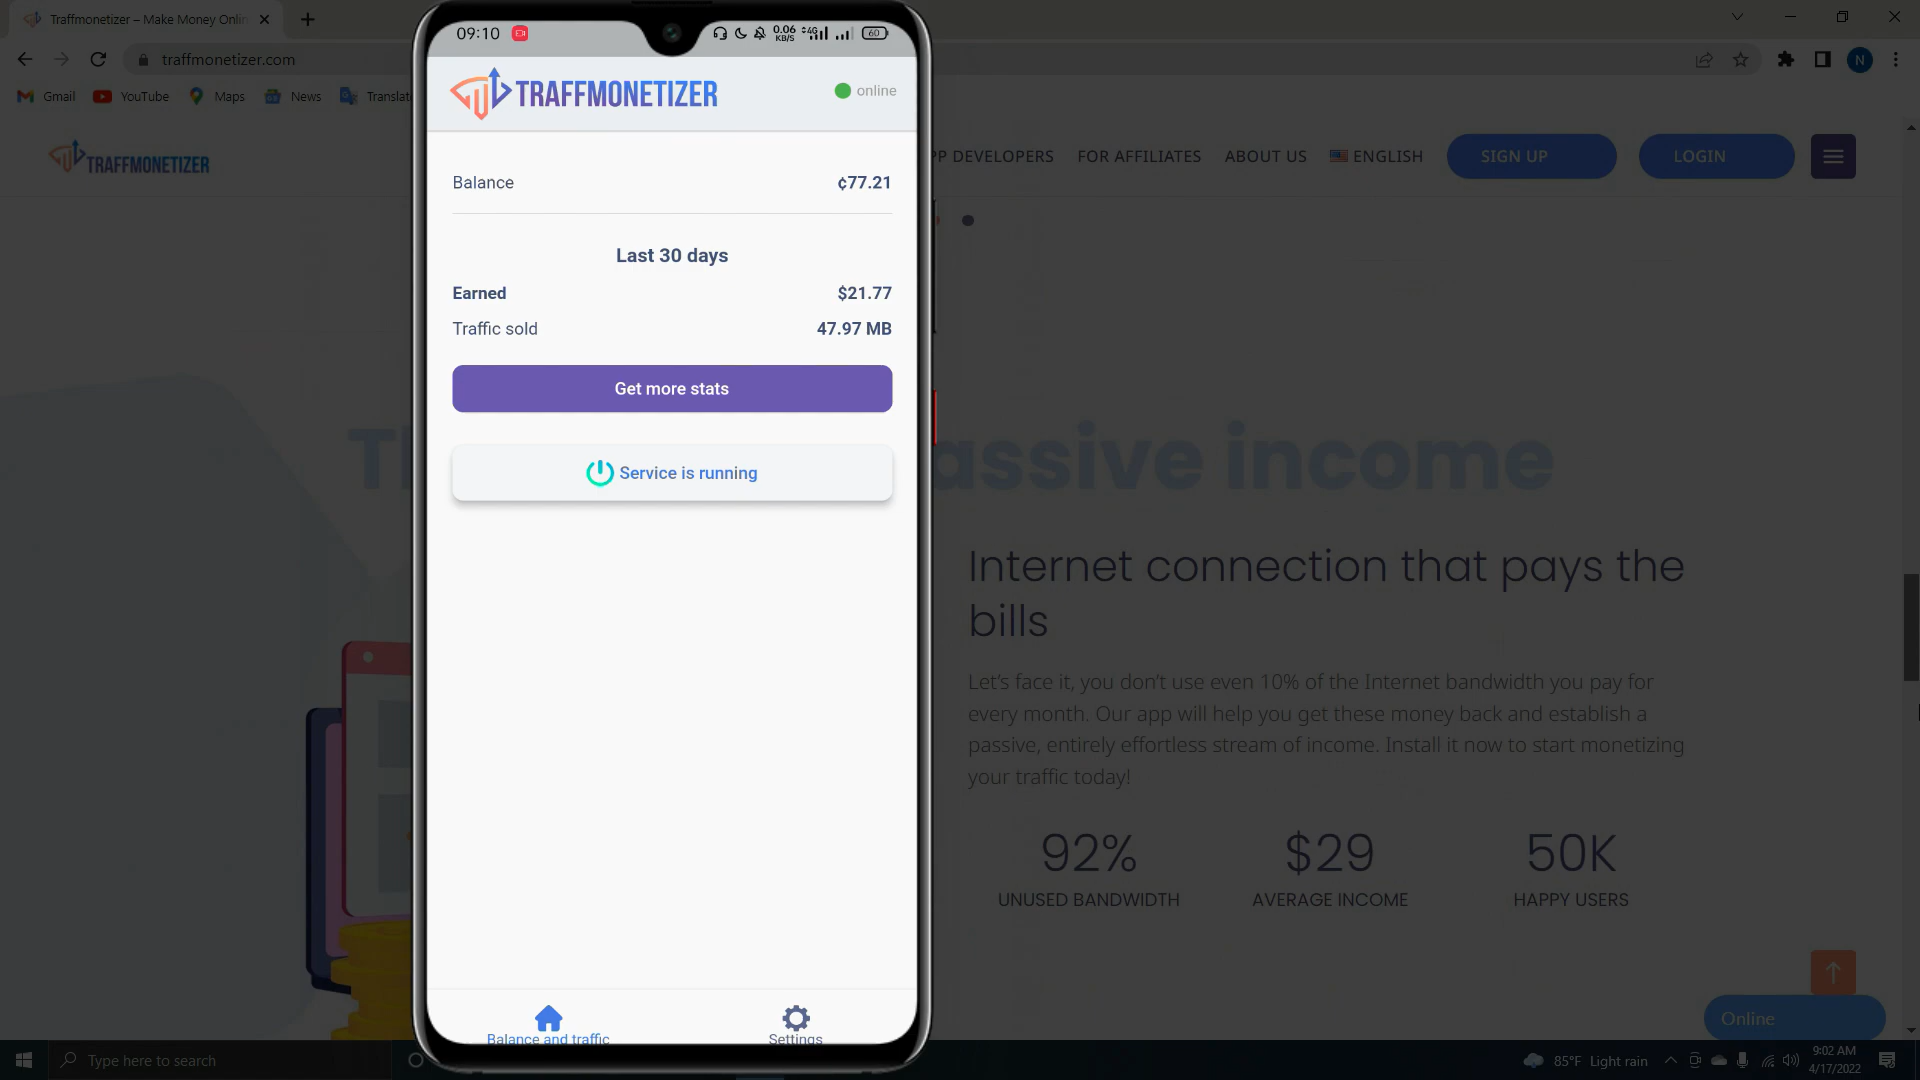 Traffmonetizer – Make Money Onlin
traffmonetizer.com
N
Gmail
YouTube
Maps
News
Translat
TRAFFMONETIZER
DEVELOPERS
FOR AFFILIATES
ABOUT US
ENGLISH
SIGN UP
LOGIN
09:10
0.06
KB/S
4G
60
TRAFFMONETIZER
online
Balance
¢77.21
Last 30 days
Earned
$21.77
Traffic sold
47.97 MB
Get more stats
Service is running
Balance and traffic
Settings
assive income
Internet connection that pays the
bills
Let's face it, you don't use even 10% of the Internet bandwidth you pay for
every month. Our app will help you get these money back and establish a
passive, entirely effortless stream of income. Install it now to start monetizing
your traffic today!
92%
$29
50K
UNUSED BANDWIDTH
AVERAGE INCOME
HAPPY USERS
Online
Type here to search
85°F Light rain
9:02 AM
4/17/2022